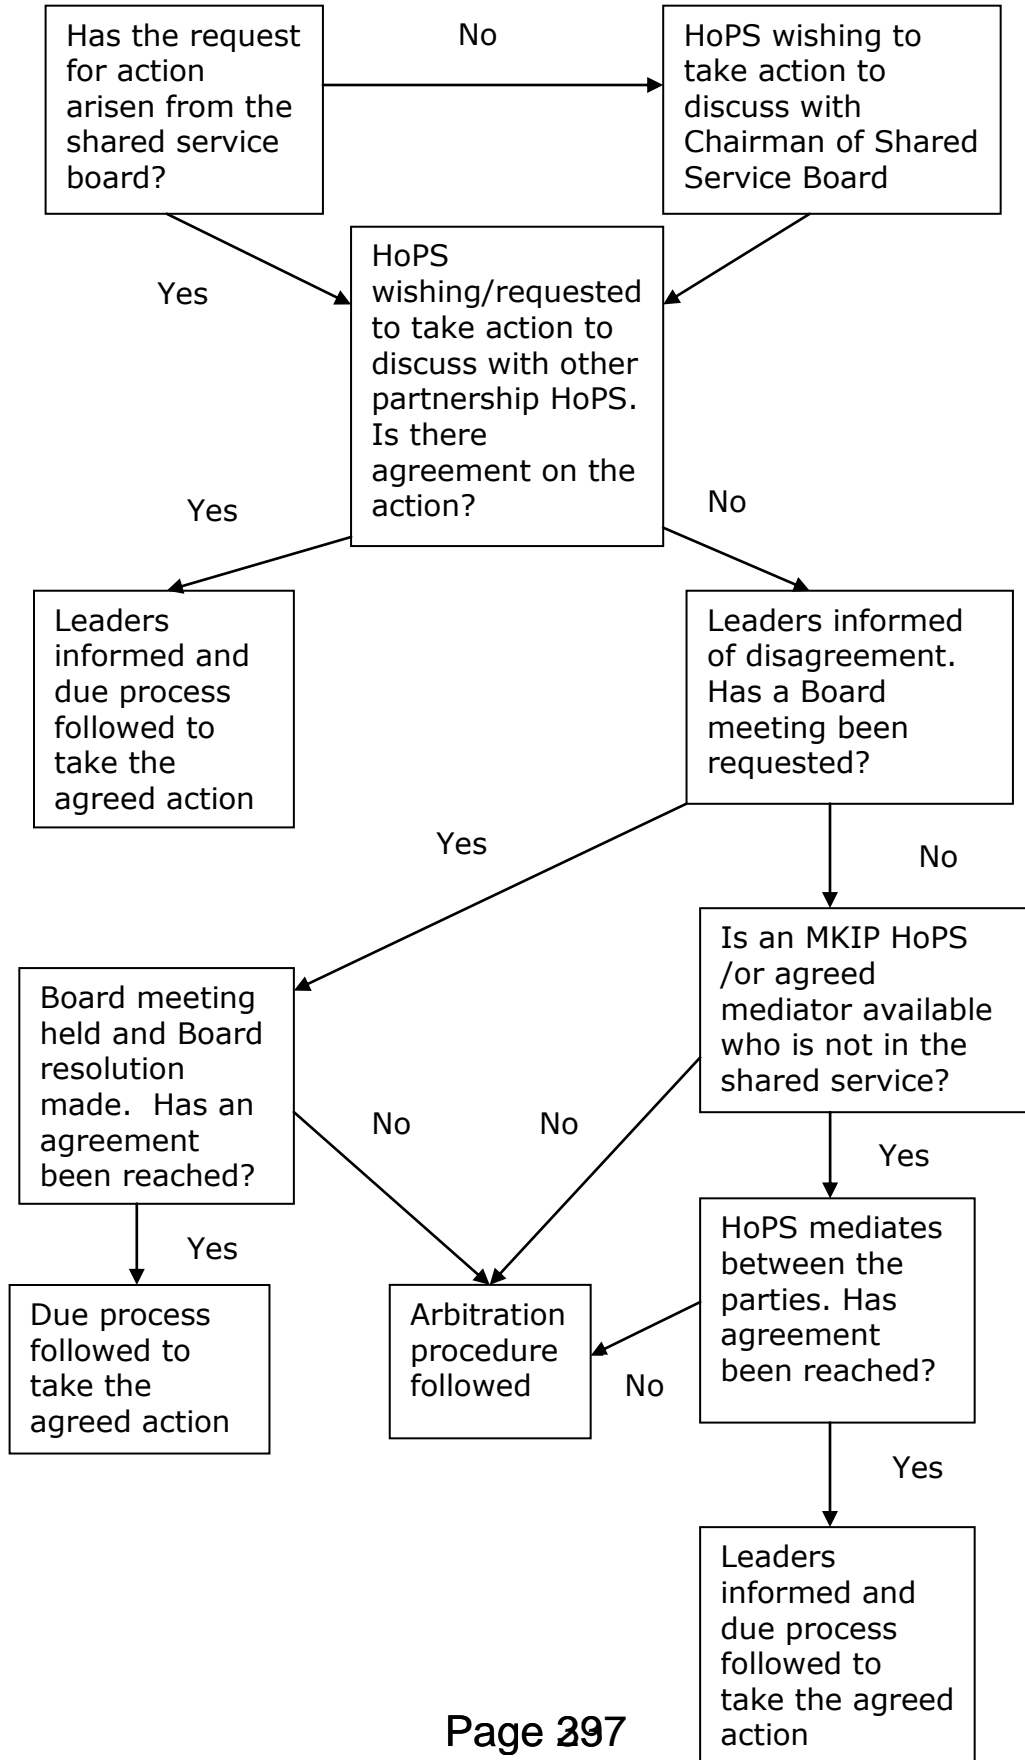 Has the request
for action
arisen from the
shared service
board?
No
HoPS wishing to
take action to
discuss with
Chairman of Shared
Service Board
Yes
HoPS
wishing/requested
to take action to
discuss with other
partnership HoPS.
Is there
agreement on the
action?
Yes
No
Leaders
informed and
due process
followed to
take the
agreed action
Leaders informed
of disagreement.
Has a Board
meeting been
requested?
Yes
No
Board meeting
held and Board
resolution
made.  Has an
agreement
been reached?
Is an MKIP HoPS
/or agreed
mediator available
who is not in the
shared service?
No
No
Yes
Yes
HoPS mediates
between the
parties. Has
agreement
been reached?
Due process
followed to
take the
agreed action
Arbitration
procedure
followed
No
Yes
Leaders
informed and
due process
followed to
take the agreed
action
Page